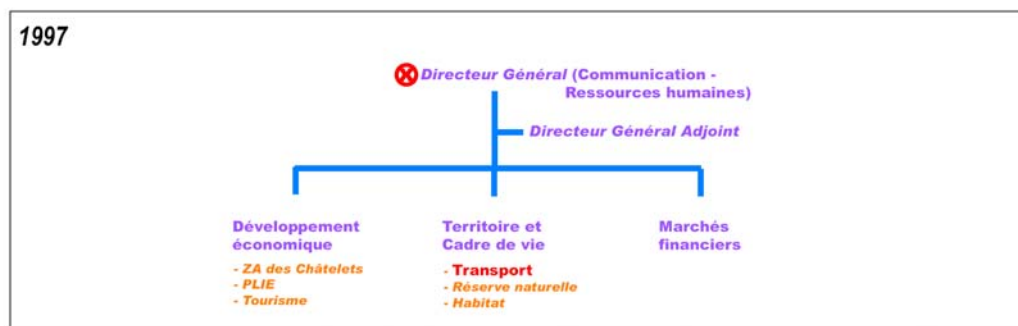 1997
Directeur Général (Communication -
Ressources humaines)
Directeur Général Adjoint
Développement
économique
- ZA des Châtelets
- PLIE
- Tourisme
Territoire et
Cadre de vie
- Transport
- Réserve naturelle
- Habitat
Marchés
financiers